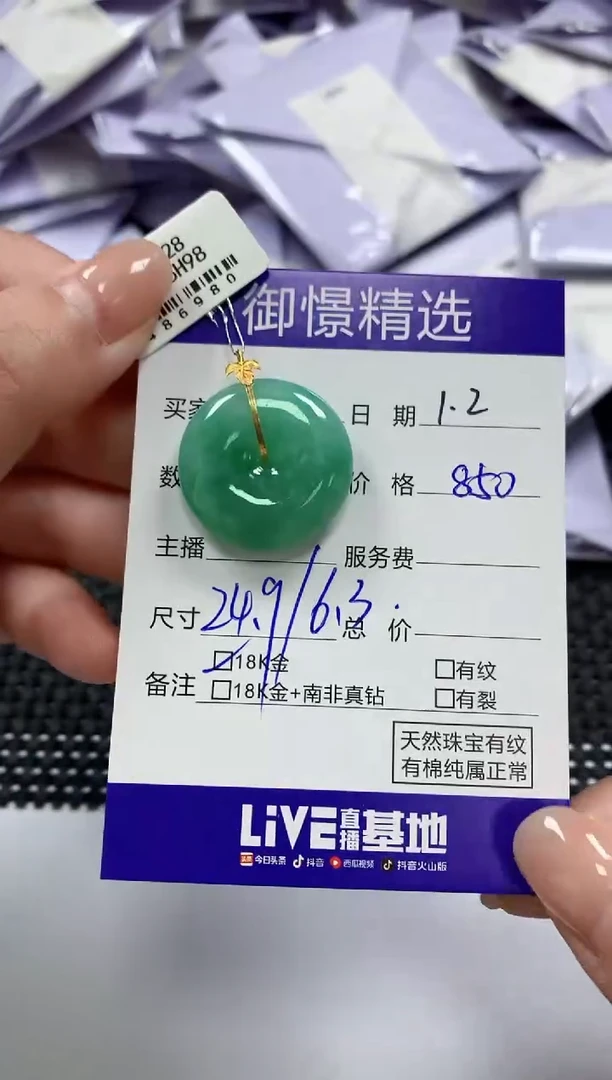 28
H98
86980
御憬精选
买家
日 期 1.2
数
价 格 850
主播
服务费
尺寸 24.9/6.3.
总 价
备注
18K金
有纹
18K金+南非真钻
有裂
天然珠宝有纹
有棉纯属正常
LiVE直播基地
头条 今日头条 抖音 西瓜视频 抖音火山版